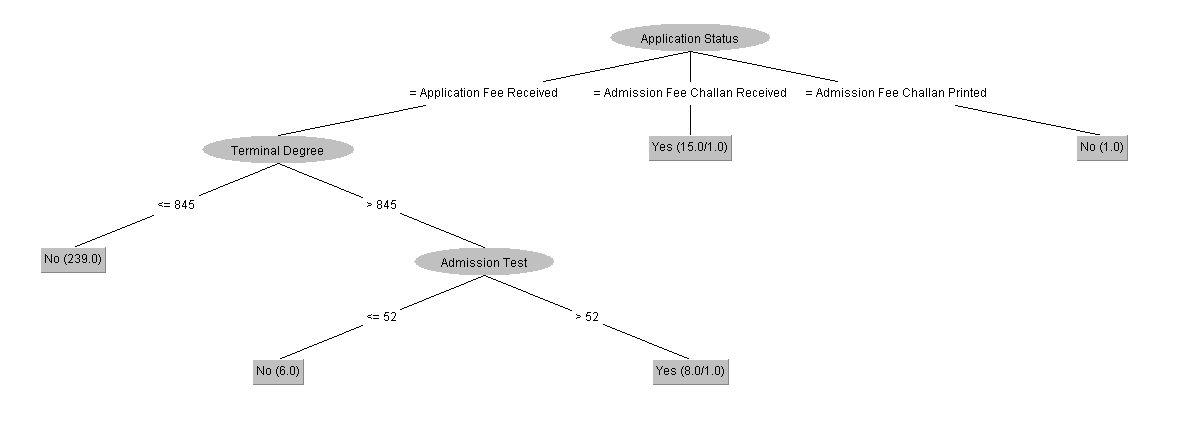 Application Status
= Application Fee Received
= Admission Fee Challan Received
= Admission Fee Challan Printed
Terminal Degree
Yes (15.0/1.0)
No (1.0)
<= 845
> 845
No (239.0)
Admission Test
<= 52
> 52
No (6.0)
Yes (8.0/1.0)